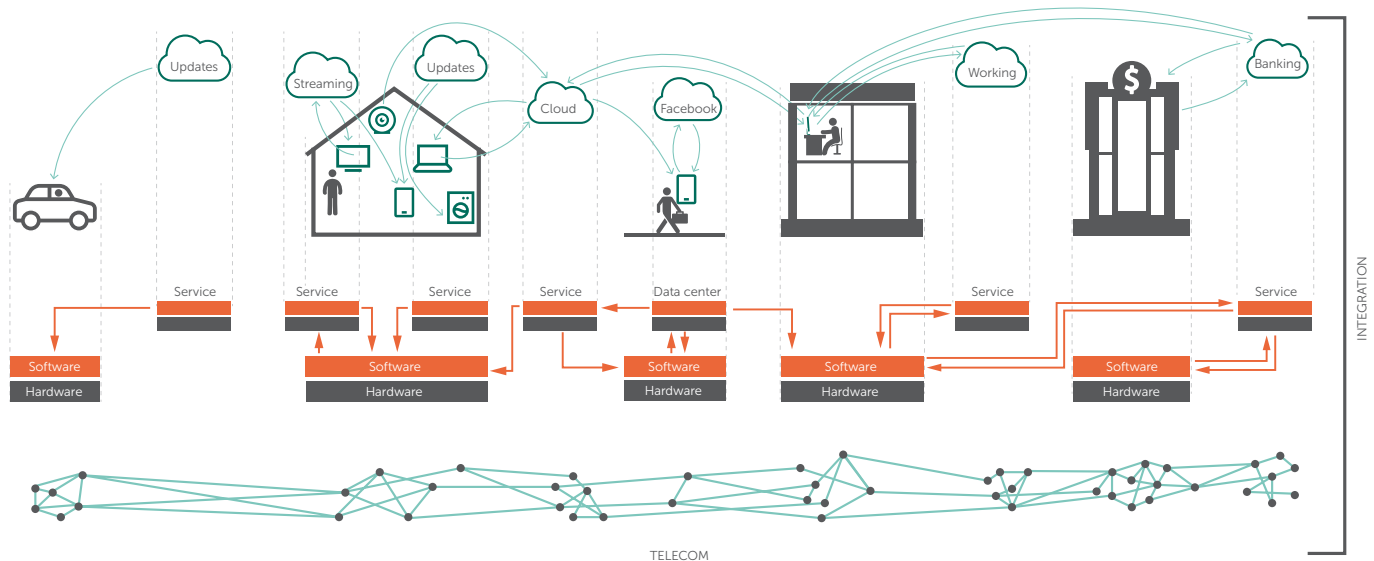 Updates
Streaming
Updates
Cloud
Facebook
Working
$
Banking
Service
Service
Service
Service
Data center
Service
Service
Software
Hardware
Software
Hardware
Software
Hardware
Software
Hardware
Software
Hardware
INTEGRATION
TELECOM